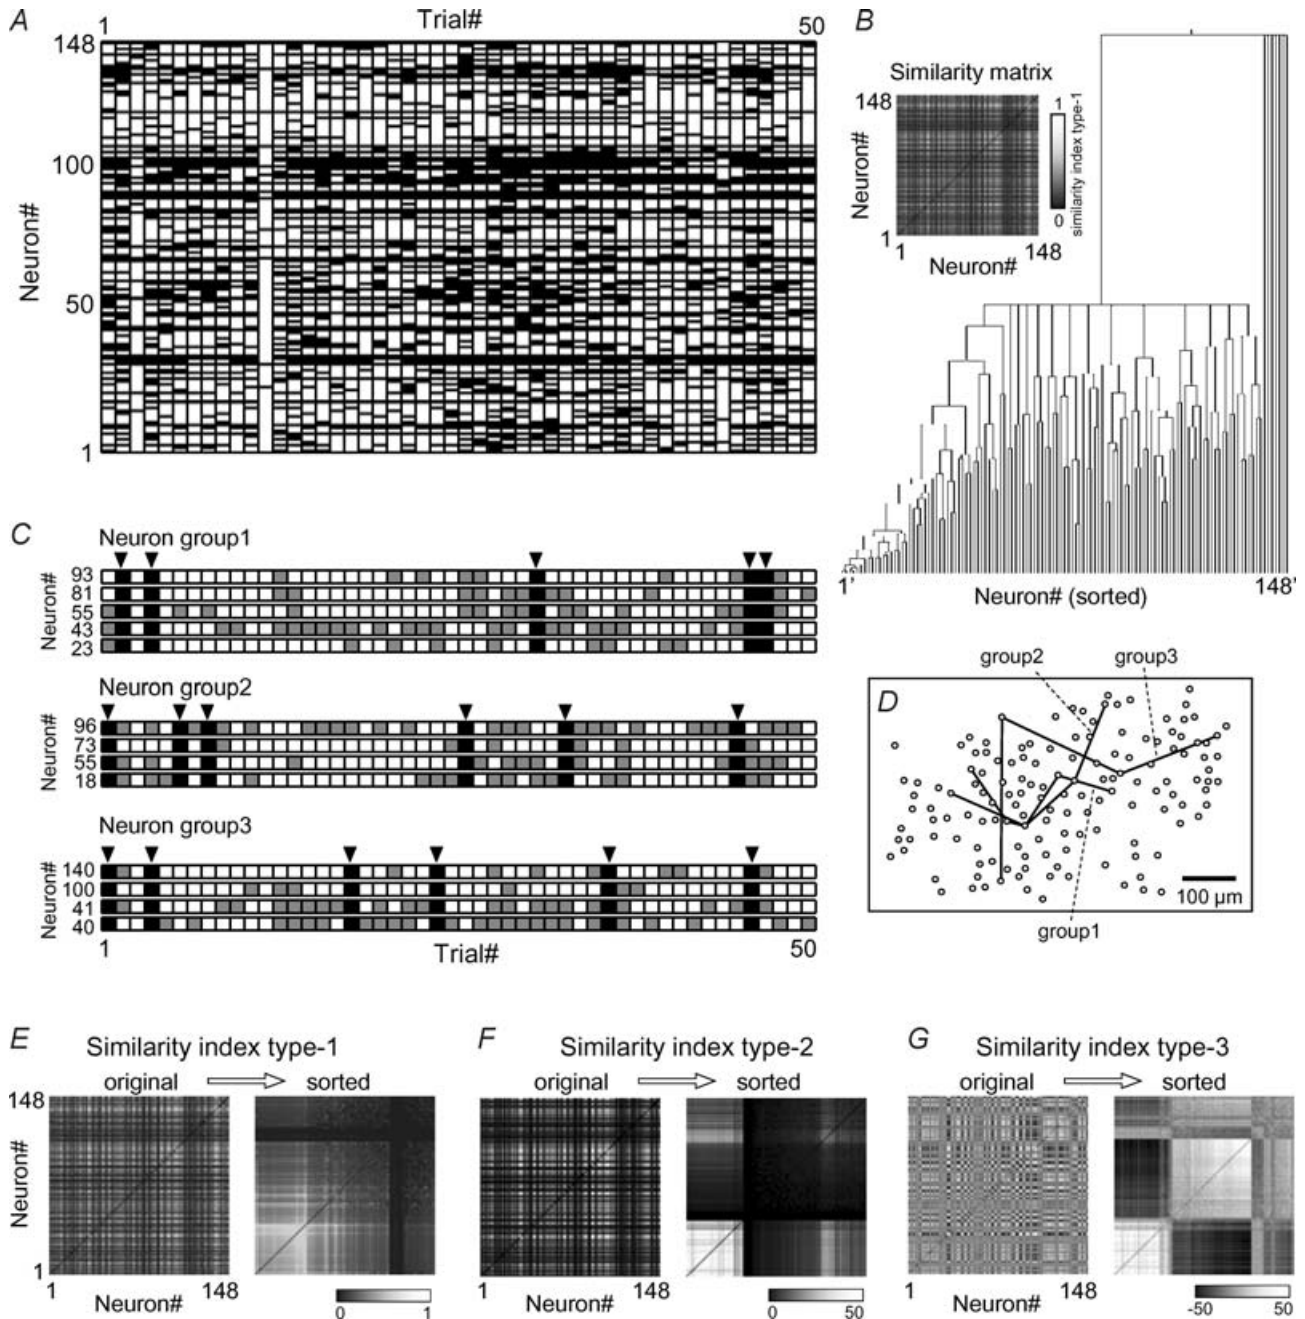 A
1 Trial# 50
148
100
50
1
Neuron#
B
Similarity matrix
148
1
Neuron#
1 148
Neuron#
1
0
similarity index type-1
1' 148'
Neuron# (sorted)
C
Neuron group1
Neuron#
93
81
55
43
23
Neuron group2
Neuron#
96
73
55
18
Neuron group3
Neuron#
140
100
41
40
1 Trial# 50
D
group2 group3
group1
100 µm
E
Similarity index type-1
original sorted
148
Neuron#
1
1 148
Neuron#
0 1
F
Similarity index type-2
original sorted
1 148
Neuron#
0 50
G
Similarity index type-3
original sorted
1 148
Neuron#
-50 50